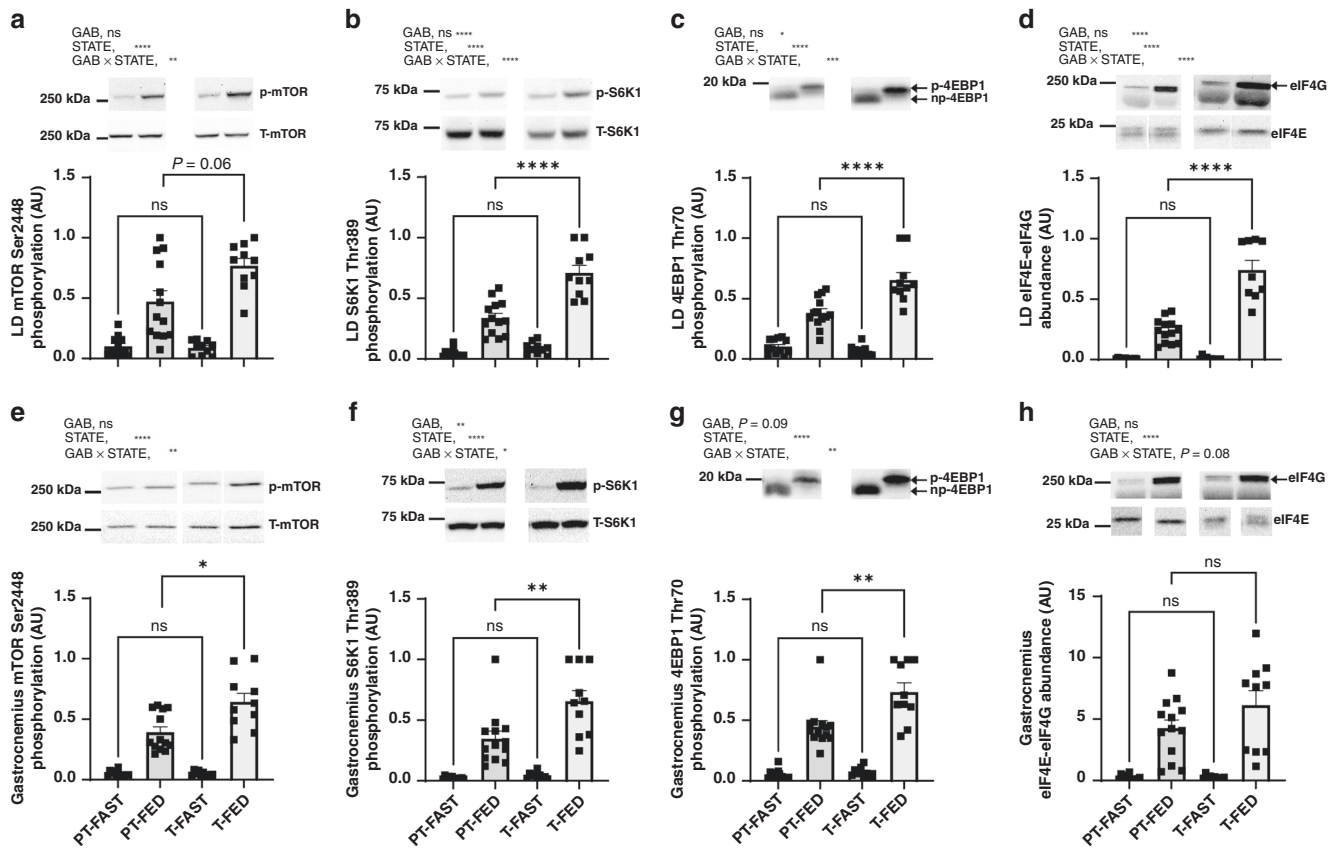 a
GAB, ns
STATE, ****
GAB × STATE, **
250 kDa
p-mTOR
250 kDa
T-mTOR
P = 0.06
ns
LD mTOR Ser2448
phosphorylation (AU)
1.5
1.0
0.5
0.0
b
GAB, ns ****
STATE, ****
GAB × STATE, ****
75 kDa
p-S6K1
75 kDa
T-S6K1
****
ns
LD S6K1 Thr389
phosphorylation (AU)
1.5
1.0
0.5
0.0
c
GAB, ns *
STATE, ****
GAB × STATE, ***
20 kDa
p-4EBP1
np-4EBP1
****
ns
LD 4EBP1 Thr70
phosphorylation (AU)
1.5
1.0
0.5
0.0
d
GAB, ns ****
STATE, ****
GAB × STATE, ****
250 kDa
eIF4G
25 kDa
eIF4E
****
ns
LD eIF4E-eIF4G
abundance (AU)
1.5
1.0
0.5
0.0
e
GAB, ns
STATE, ****
GAB × STATE, **
250 kDa
p-mTOR
250 kDa
T-mTOR
*
ns
Gastrocnemius mTOR Ser2448
phosphorylation (AU)
1.5
1.0
0.5
0.0
PT-FAST
PT-FED
T-FAST
T-FED
f
GAB, **
STATE, ****
GAB × STATE, *
75 kDa
p-S6K1
75 kDa
T-S6K1
**
ns
Gastrocnemius S6K1 Thr389
phosphorylation (AU)
1.5
1.0
0.5
0.0
PT-FAST
PT-FED
T-FAST
T-FED
g
GAB, P = 0.09
STATE, ****
GAB × STATE, **
20 kDa
p-4EBP1
np-4EBP1
**
ns
Gastrocnemius 4EBP1 Thr70
phosphorylation (AU)
1.5
1.0
0.5
0.0
PT-FAST
PT-FED
T-FAST
T-FED
h
GAB, ns
STATE, ****
GAB × STATE, P = 0.08
250 kDa
eIF4G
25 kDa
eIF4E
ns
ns
Gastrocnemius
eIF4E-eIF4G abundance (AU)
15
10
5
0
PT-FAST
PT-FED
T-FAST
T-FED